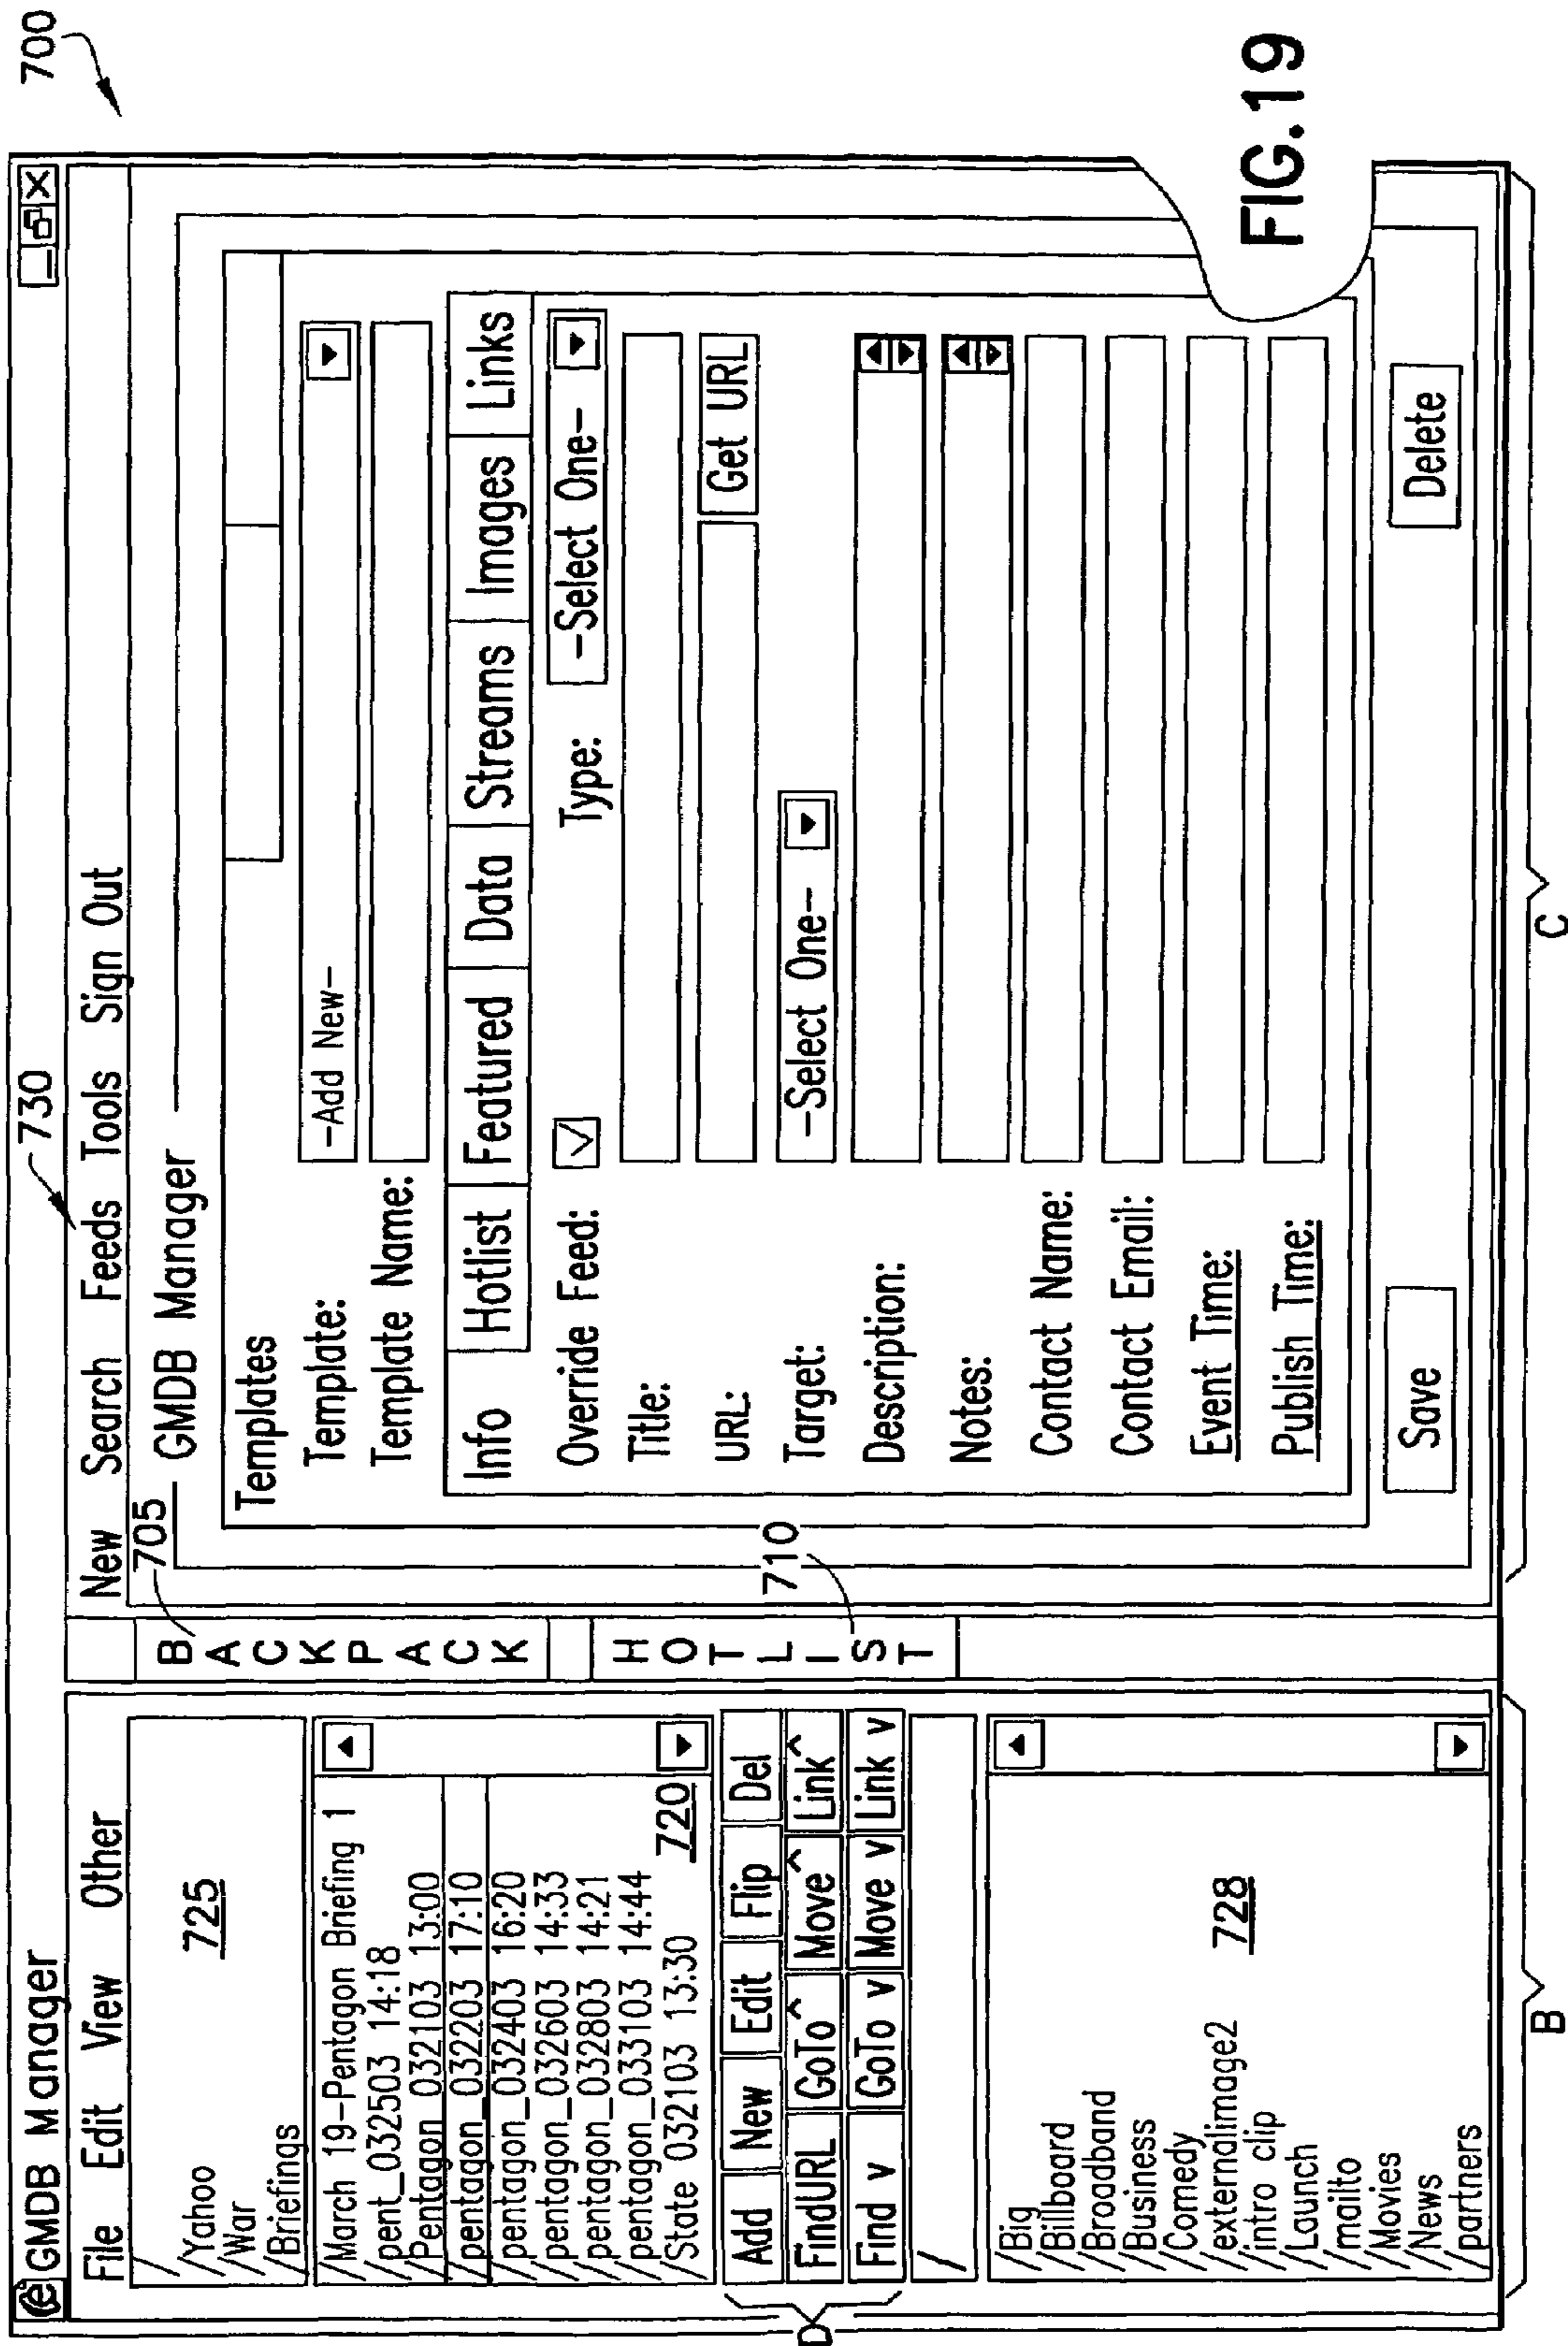 700
GMDB Manager
730
File Edit View Other
New Search Feeds Tools Sign Out
/
/Yahoo
/War
/Briefings
725
/March 19-Pentagon Briefing 1
/pent_032503 14:18
/Pentagon_032103 13:00
/pentagon_032203 17:10
/pentagon_032403 16:20
/pentagon_032603 14:33
/pentagon_032803 14:21
/pentagon_033103 14:44
/State 032103 13:30
720
Add New Edit Flip Del
FindURL GoTo^ Move^ Link^
Find v GoTo v Move v Link v
D
/
/Big
/Billboard
/Broadband
/Business
/Comedy
/externalimage2
/intro clip
/Launch
/mailto
/Movies
/News
/partners
728
B
BACKPACK
705
HOTLIST
710
GMDB Manager
Templates
Template: -Add New-
Template Name:
Info Hotlist Featured Data Streams Images Links
Override Feed: Type: -Select One-
Title:
URL: Get URL
Target: -Select One-
Description:
Notes:
Contact Name:
Contact Email:
Event Time:
Publish Time:
Save Delete
C
FIG.19